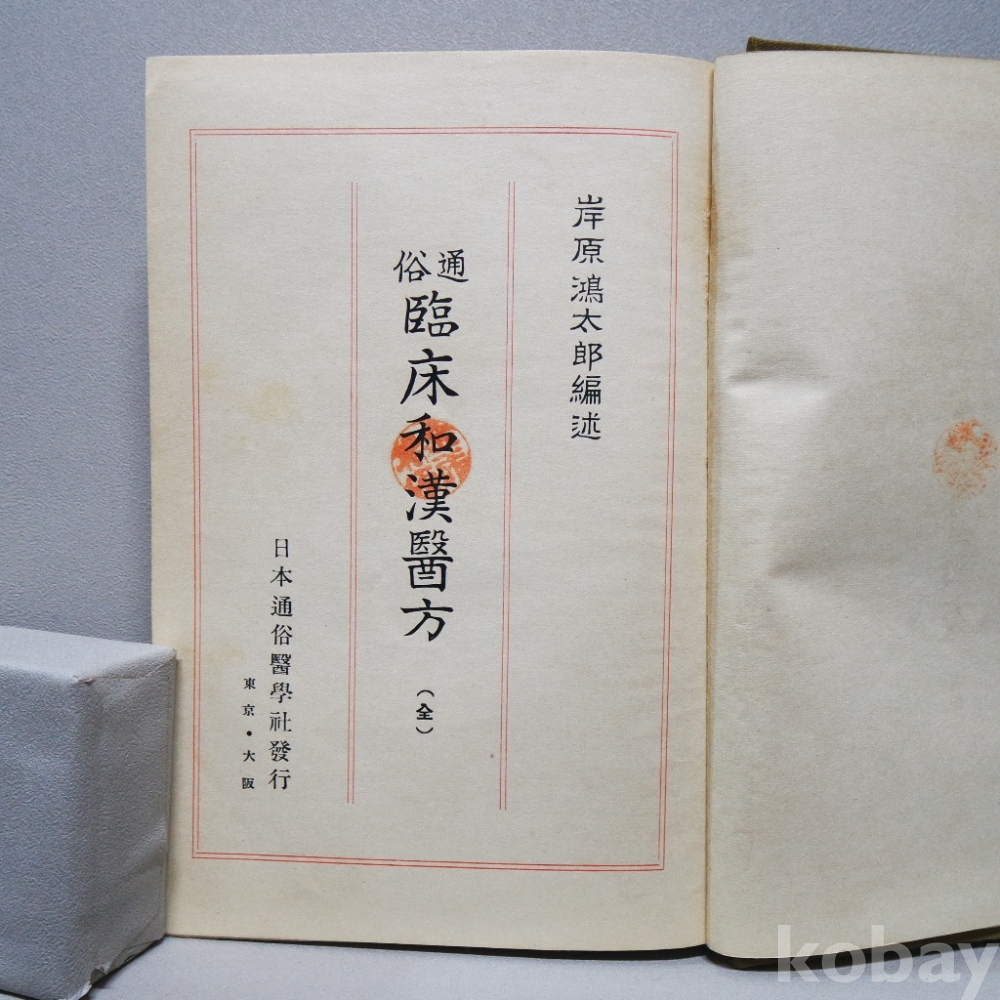 岸原鴻太郎編述
通俗
臨床和漢醫方
(全)
日本通俗醫學社發行
東京・大阪
kobay